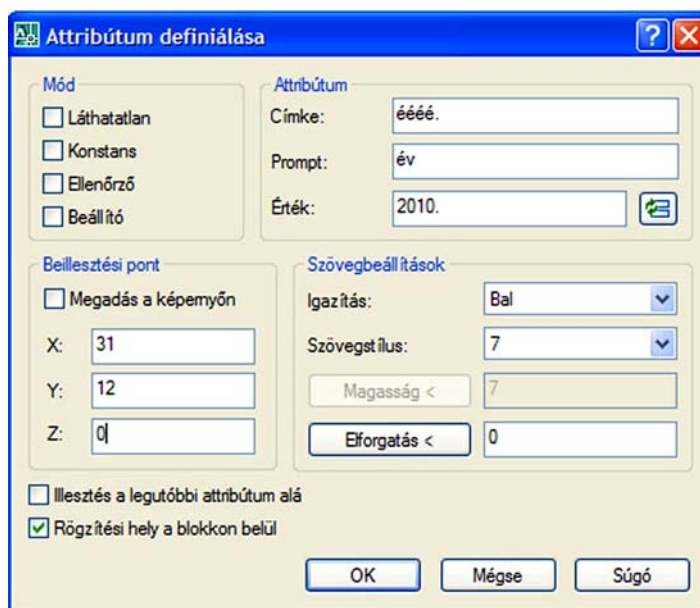 Attribútum definiálása
Mód
Láthatatlan
Konstans
Ellenőrző
Beállító
Attribútum
Címke: éééé.
Prompt: év
Érték: 2010.
Beillesztési pont
Megadás a képernyőn
X: 31
Y: 12
Z: 0
Szövegbeállítások
Igazítás: Bal
Szövegstílus: 7
Magasság < 7
Elforgatás < 0
Illesztés a legutóbbi attribútum alá
Rögzítési hely a blokkon belül
OK Mégse Súgó